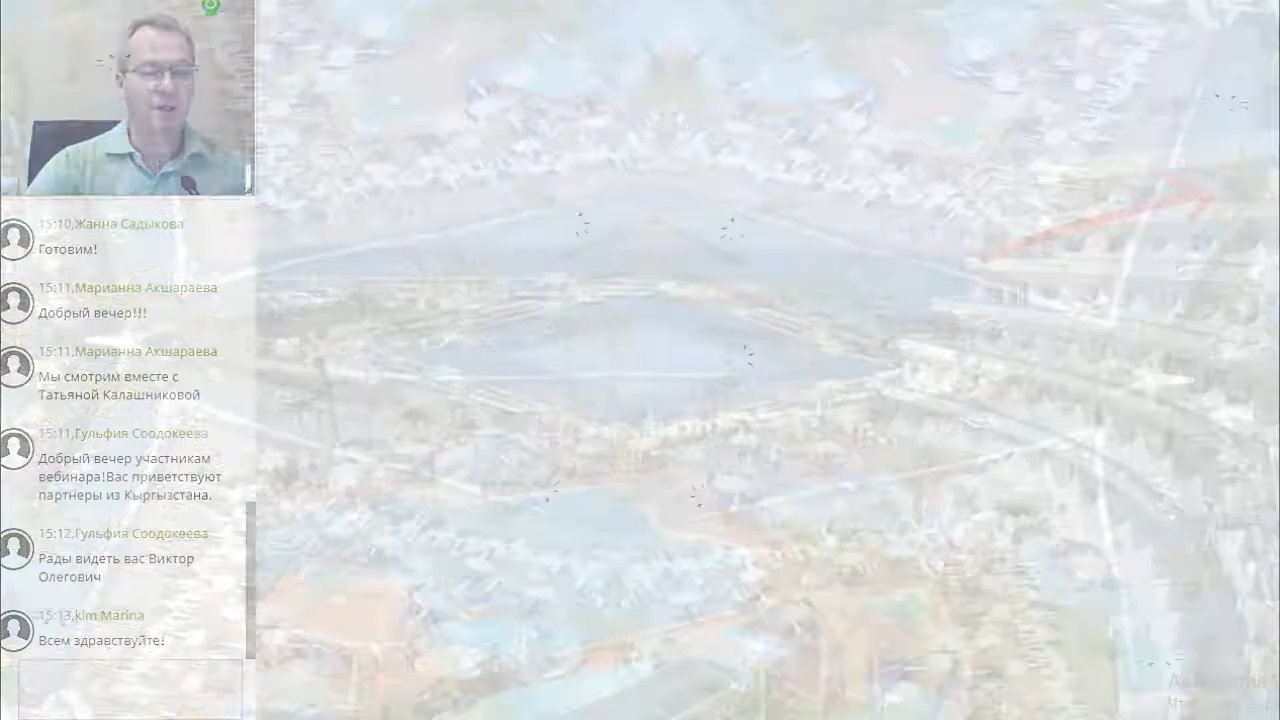 15:10,Жанна Садыкова
Готовим!
15:11,Марианна Акшараева
Добрый вечер!!!
15:11,Марианна Акшараева
Мы смотрим вместе с
Татьяной Калашниковой
15:11,Гульфия Соодокеева
Добрый вечер участникам
вебинара!Вас приветствуют
партнеры из Кыргызстана.
15:12,Гульфия Соодокеева
Рады видеть вас Виктор
Олегович
15:13,kim Marina
Всем здравствуйте!